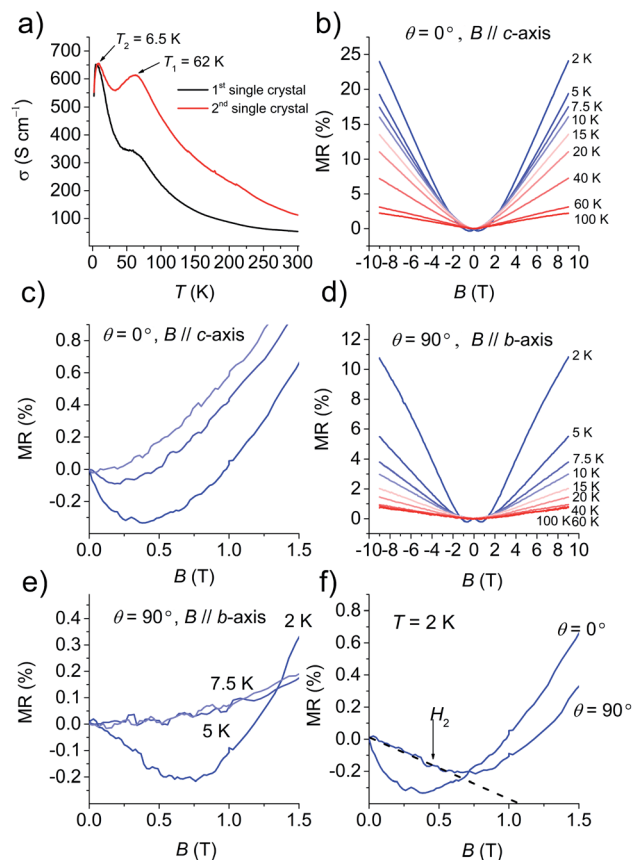 a)
T₂ = 6.5 K
T₁ = 62 K
1ˢᵗ single crystal
2ⁿᵈ single crystal
σ (S cm⁻¹)
700
600
500
400
300
200
100
0 50 100 150 200 250 300
T (K)
b)
θ = 0°, B // c-axis
MR (%)
25
20
15
10
5
0
2 K
5 K
7.5 K
10 K
15 K
20 K
40 K
60 K
100 K
-10 -8 -6 -4 -2 0 2 4 6 8 10
B (T)
c)
θ = 0°, B // c-axis
MR (%)
0.8
0.6
0.4
0.2
0.0
-0.2
0.0 0.5 1.0 1.5
B (T)
d)
θ = 90°, B // b-axis
MR (%)
12
10
8
6
4
2
0
2 K
5 K
7.5 K
10 K
15 K
20 K
40 K
100 K 60 K
-10 -8 -6 -4 -2 0 2 4 6 8 10
B (T)
e)
θ = 90°, B // b-axis
2 K
7.5 K
5 K
MR (%)
0.4
0.3
0.2
0.1
0.0
-0.1
-0.2
0.0 0.5 1.0 1.5
B (T)
f)
T = 2 K
θ = 0°
θ = 90°
H₂
MR (%)
0.8
0.6
0.4
0.2
0.0
-0.2
0.0 0.5 1.0 1.5
B (T)